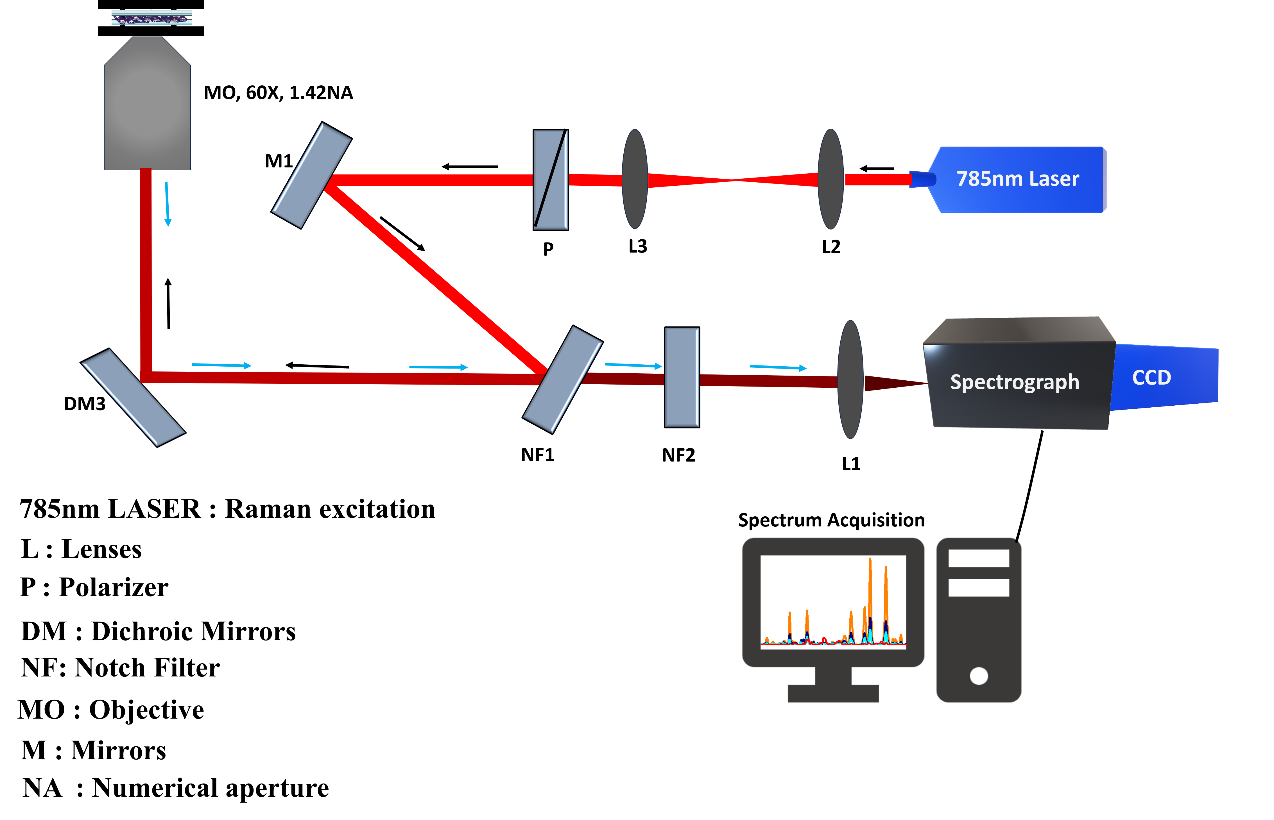 MO, 60X, 1.42NA
M1
785nm Laser
P
L3
L2
Spectrograph
CCD
DM3
NF1
NF2
L1
785nm LASER : Raman excitation
L : Lenses
P : Polarizer
DM : Dichroic Mirrors
NF: Notch Filter
MO : Objective
M : Mirrors
NA : Numerical aperture
Spectrum Acquisition